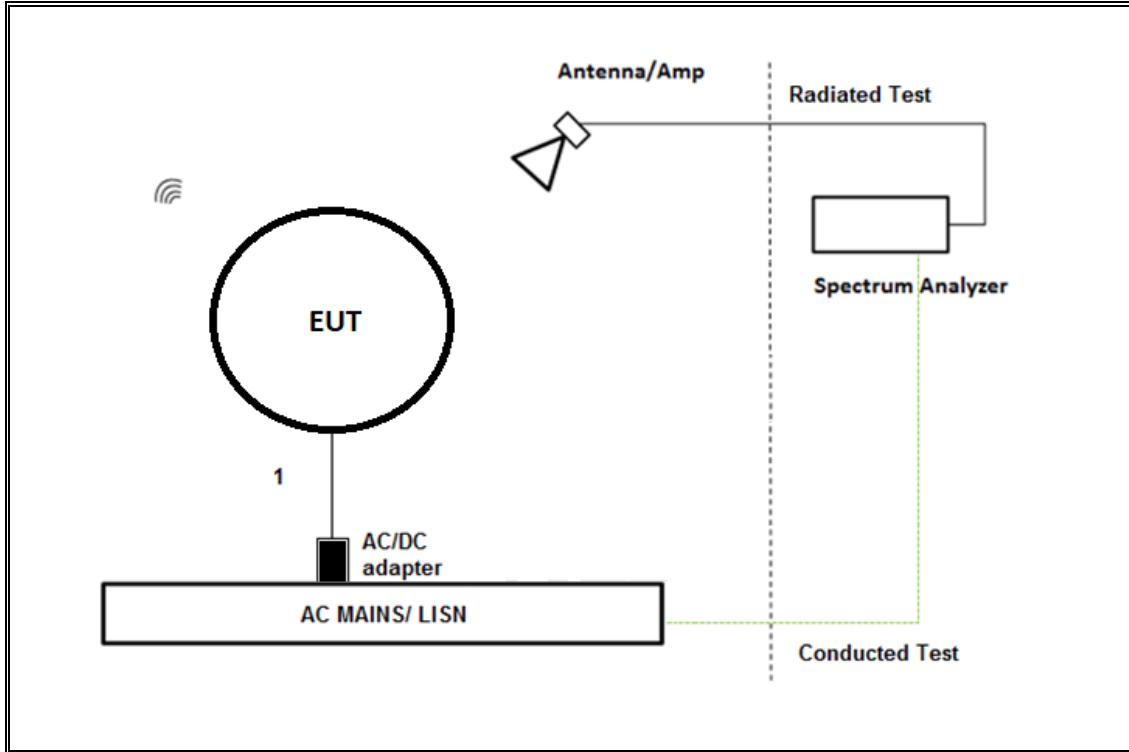 Antenna/Amp
Radiated Test
Spectrum Analyzer
EUT
1
AC/DC
adapter
AC MAINS/ LISN
Conducted Test